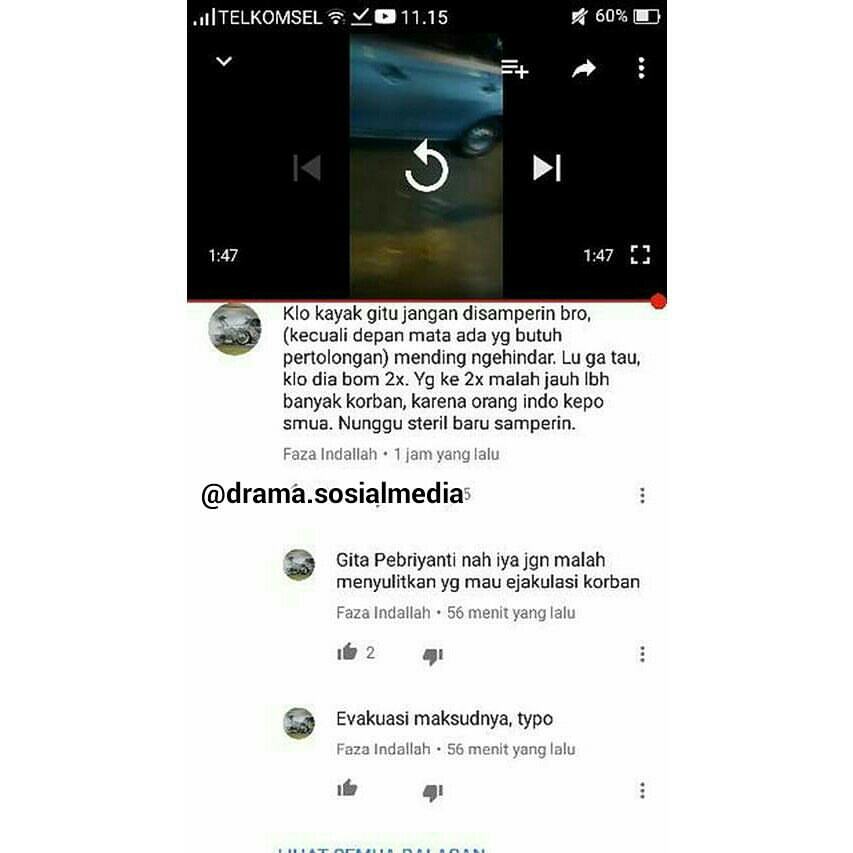 TELKOMSEL 11.15 60%
1:47 1:47
Klo kayak gitu jangan disamperin bro,
(kecuali depan mata ada yg butuh
pertolongan) mending ngehindar. Lu ga tau,
klo dia bom 2x. Yg ke 2x malah jauh lbh
banyak korban, karena orang indo kepo
smua. Nunggu steril baru samperin.
Faza Indallah • 1 jam yang lalu
@drama.sosialmedia 5
Gita Pebriyanti nah iya jgn malah
menyulitkan yg mau ejakulasi korban
Faza Indallah • 56 menit yang lalu
2
Evakuasi maksudnya, typo
Faza Indallah • 56 menit yang lalu
LIHAT SEMUA BALASAN